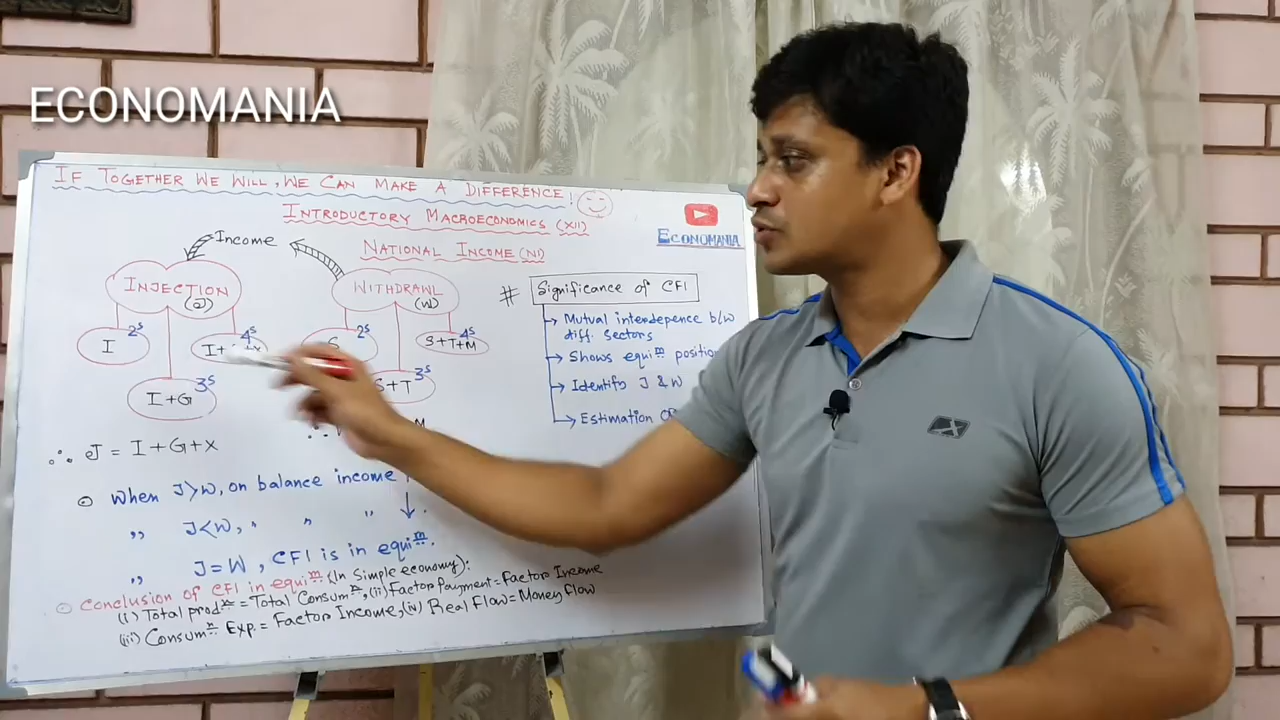 ECONOMANIA
IF TOGETHER WE WILL, WE CAN MAKE A DIFFERENCE!
INTRODUCTORY MACROECONOMICS (XII)
ECONOMANIA
NATIONAL INCOME (NI)
Income
INJECTION
(J)
2s
I
4s
3s
I+G
WITHDRAWL
(W)
2s
4s
S+T+M
3s
S+T
# Significance of CFI
Mutual interdepence b/w
diff. sectors
Shows equim position
Identifs J & W
Estimation
∴ J = I+G+X
∴
M
When J>W, on balance income
,, J<W, " " " ↓.
,, J=W, CFI is in equim.
Conclusion of CFI in equim (In Simple economy):
(i) Total prodn = Total Consumn, (ii) Factor Payment = Factor Income
(iii) Consumn Exp. = Factor Income, (iv) Real Flow = Money Flow